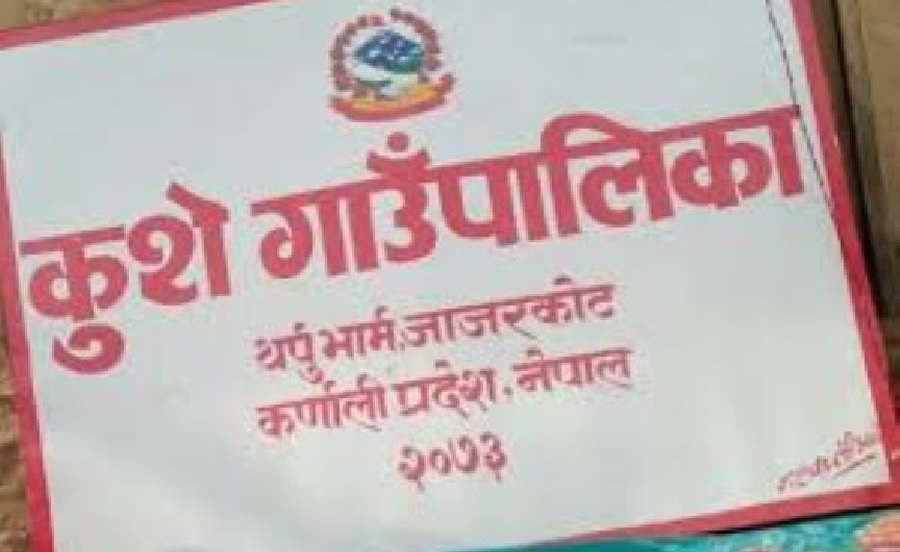 कुशे गाउँपालिका
थर्पु भार्म, जाजरकोट
कर्णाली प्रदेश, नेपाल
२०७३